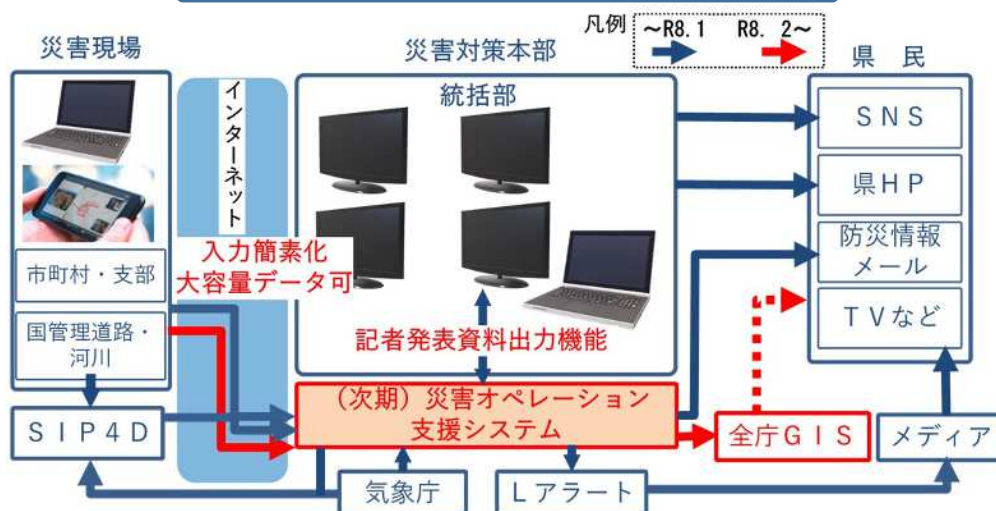 凡例
～R8.1
R8. 2～
災害現場
災害対策本部
県　民
インターネット
統括部
SNS
県HP
防災情報
メール
TVなど
市町村・支部
国管理道路・
河川
入力簡素化
大容量データ可
記者発表資料出力機能
(次期) 災害オペレーション
支援システム
SIP4D
全庁GIS
メディア
気象庁
Lアラート